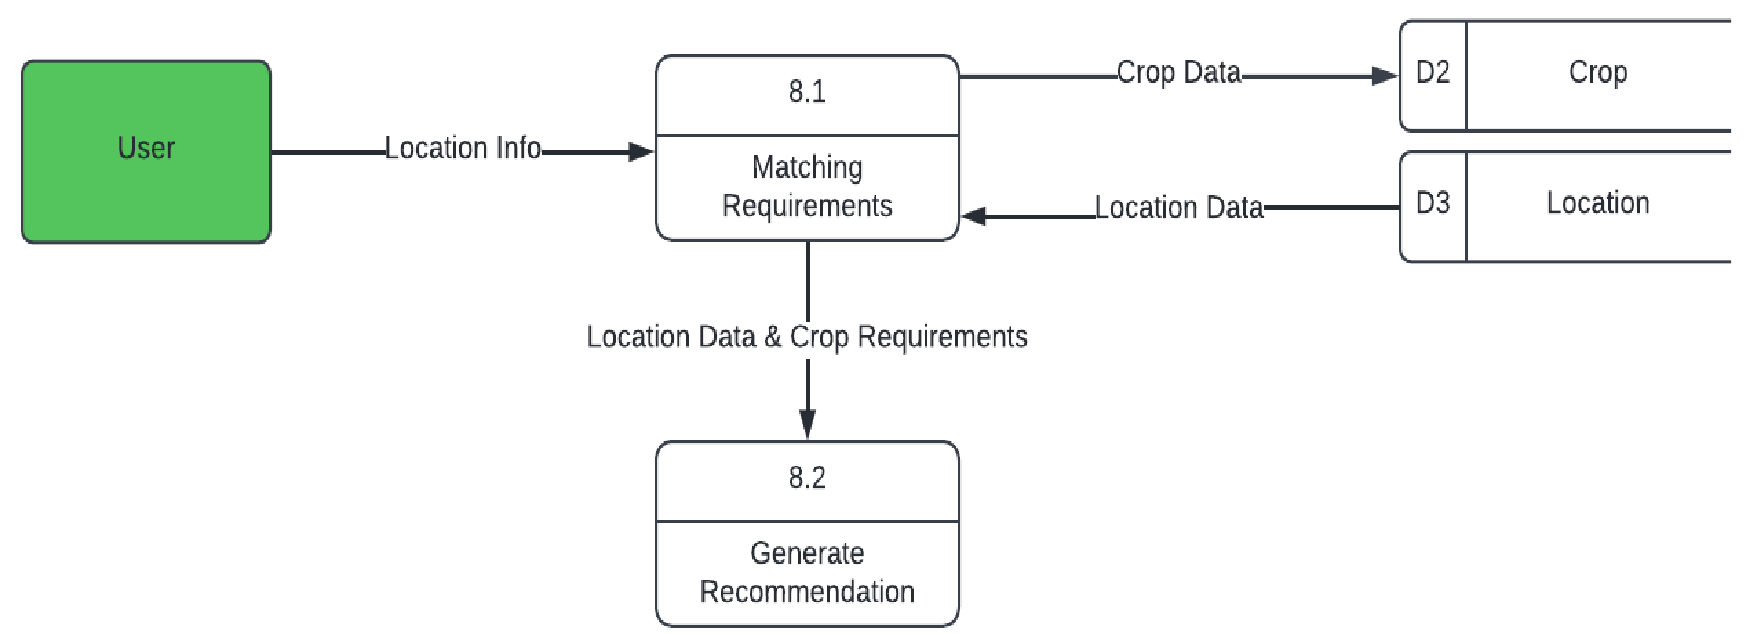 User
Location Info
8.1
Matching
Requirements
Crop Data
D2
Crop
Location Data
D3
Location
Location Data & Crop Requirements
8.2
Generate
Recommendation